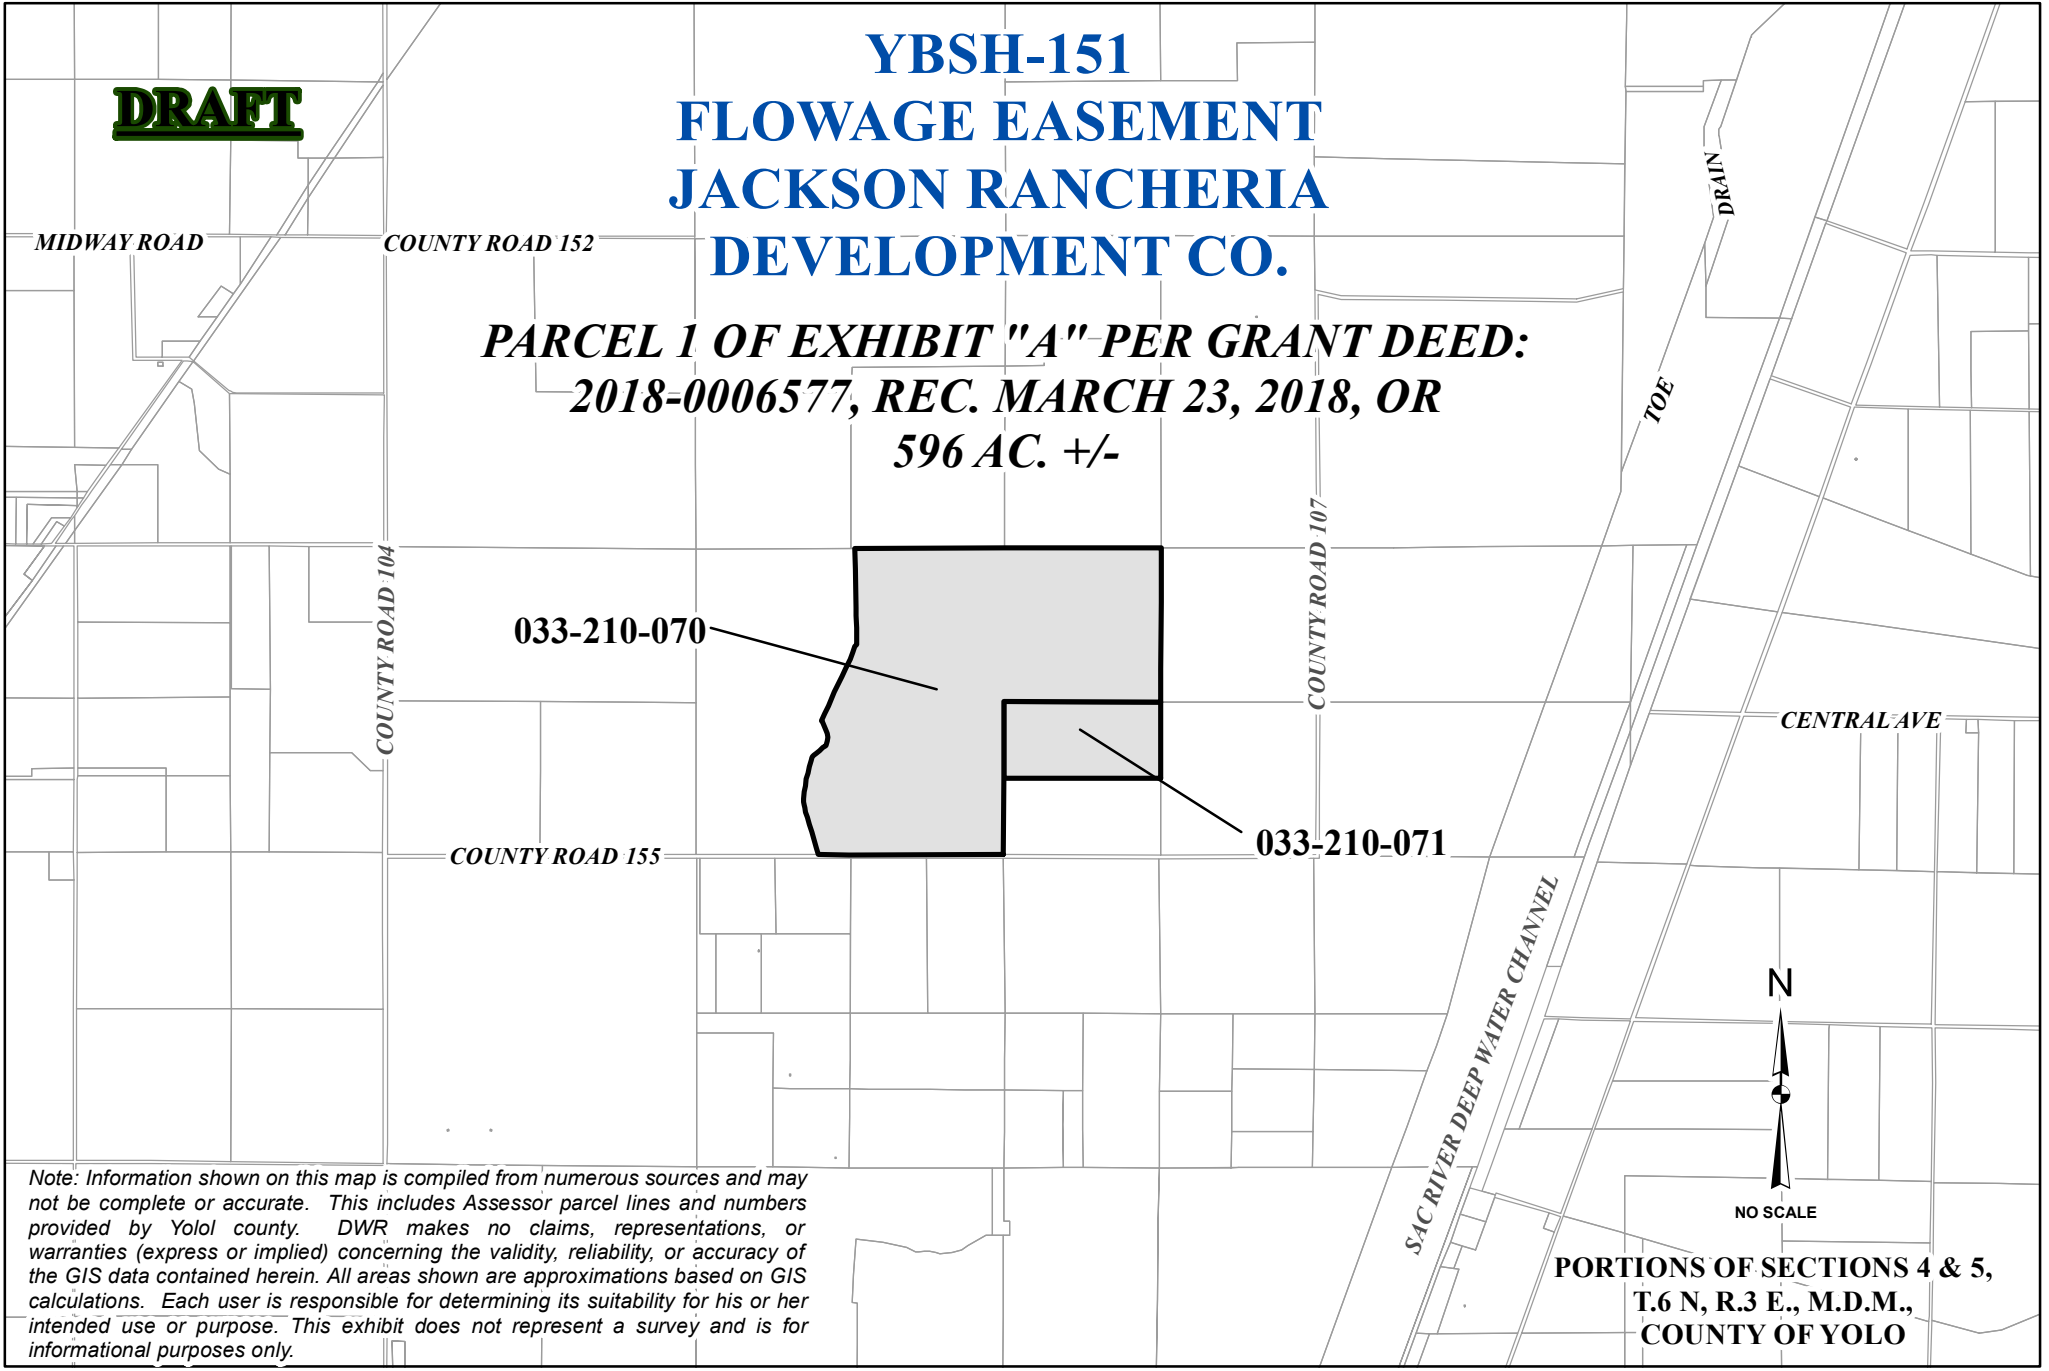 YBSH-151
FLOWAGE EASEMENT
JACKSON RANCHERIA
DEVELOPMENT CO.
DRAFT
PARCEL 1 OF EXHIBIT "A" PER GRANT DEED:
2018-0006577, REC. MARCH 23, 2018, OR
596 AC. +/-
MIDWAY ROAD
COUNTY ROAD 152
DRAIN
TOE
COUNTY ROAD 104
COUNTY ROAD 107
033-210-070
CENTRAL AVE
033-210-071
COUNTY ROAD 155
SAC RIVER DEEP WATER CHANNEL
N
NO SCALE
Note: Information shown on this map is compiled from numerous sources and may
not be complete or accurate. This includes Assessor parcel lines and numbers
provided by Yolol county. DWR makes no claims, representations, or
warranties (express or implied) concerning the validity, reliability, or accuracy of
the GIS data contained herein. All areas shown are approximations based on GIS
calculations. Each user is responsible for determining its suitability for his or her
intended use or purpose. This exhibit does not represent a survey and is for
informational purposes only.
PORTIONS OF SECTIONS 4 & 5,
T.6 N, R.3 E., M.D.M.,
COUNTY OF YOLO